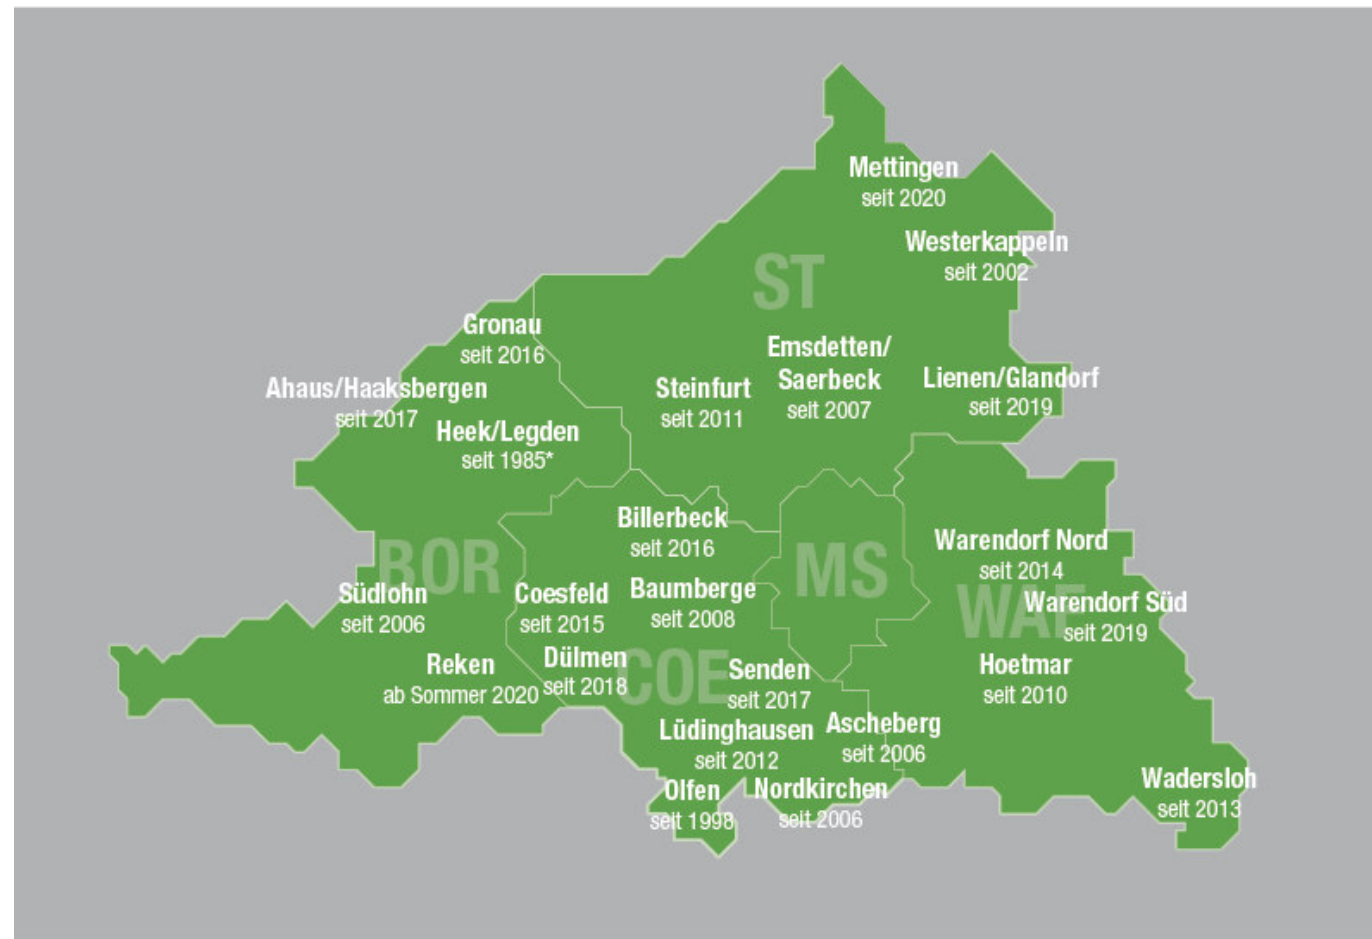 Mettingen
seit 2020
Westerkappeln
seit 2002
ST
Gronau
seit 2016
Emsdetten/
Saerbeck
seit 2007
Ahaus/Haaksbergen
seit 2017
Steinfurt
seit 2011
Lienen/Glandorf
seit 2019
Heek/Legden
seit 1985*
Billerbeck
seit 2016
BOR
MS
Warendorf Nord
seit 2014
Südlohn
seit 2006
Coesfeld
seit 2015
Baumberge
seit 2008
WAF
Warendorf Süd
seit 2019
Reken
ab Sommer 2020
Dülmen
seit 2018
COE
Senden
seit 2017
Hoetmar
seit 2010
Lüdinghausen
seit 2012
Ascheberg
seit 2006
Olfen
seit 1998
Nordkirchen
seit 2006
Wadersloh
seit 2013